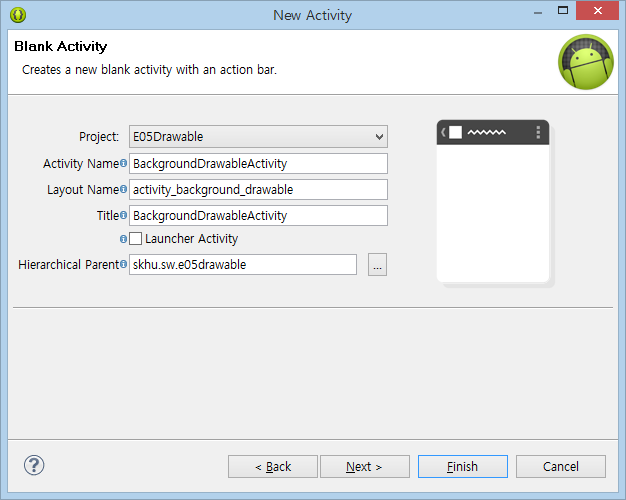 New Activity
Blank Activity
Creates a new blank activity with an action bar.
Project: E05Drawable
Activity Name BackgroundDrawableActivity
Layout Name activity_background_drawable
Title BackgroundDrawableActivity
Launcher Activity
Hierarchical Parent skhu.sw.e05drawable ...
? < Back Next > Finish Cancel